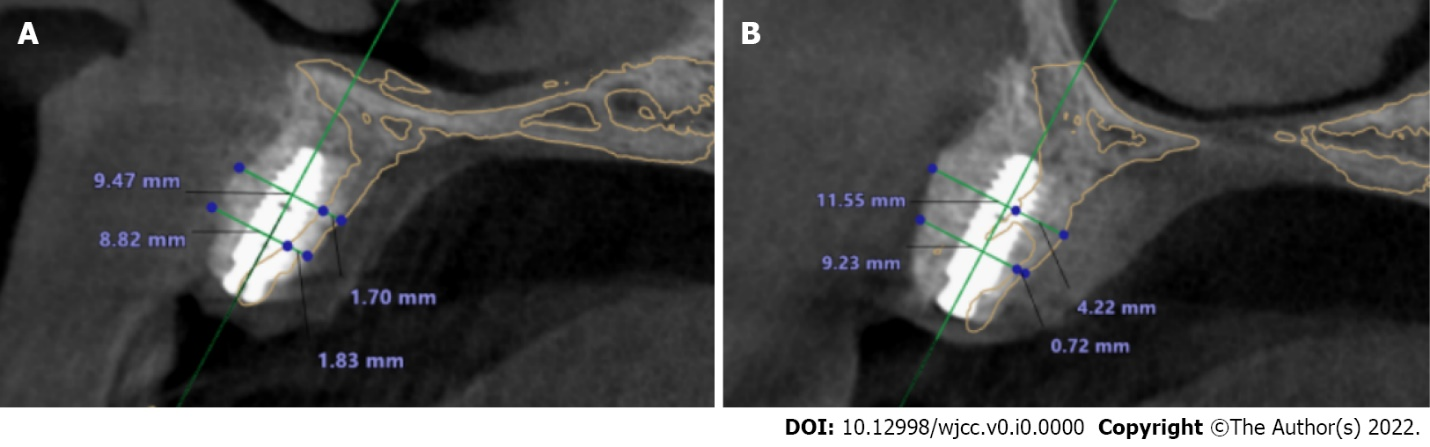 A
9.47 mm
8.82 mm
1.70 mm
1.83 mm
B
11.55 mm
9.23 mm
4.22 mm
0.72 mm
DOI: 10.12998/wjcc.v0.i0.0000 Copyright ©The Author(s) 2022.